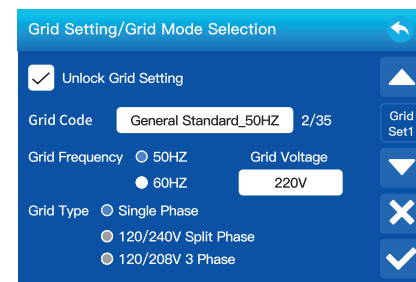 Grid Setting/Grid Mode Selection
Unlock Grid Setting
Grid Code General Standard_50HZ 2/35
Grid Set1
Grid Frequency 50HZ Grid Voltage
60HZ 220V
Grid Type Single Phase
120/240V Split Phase
120/208V 3 Phase